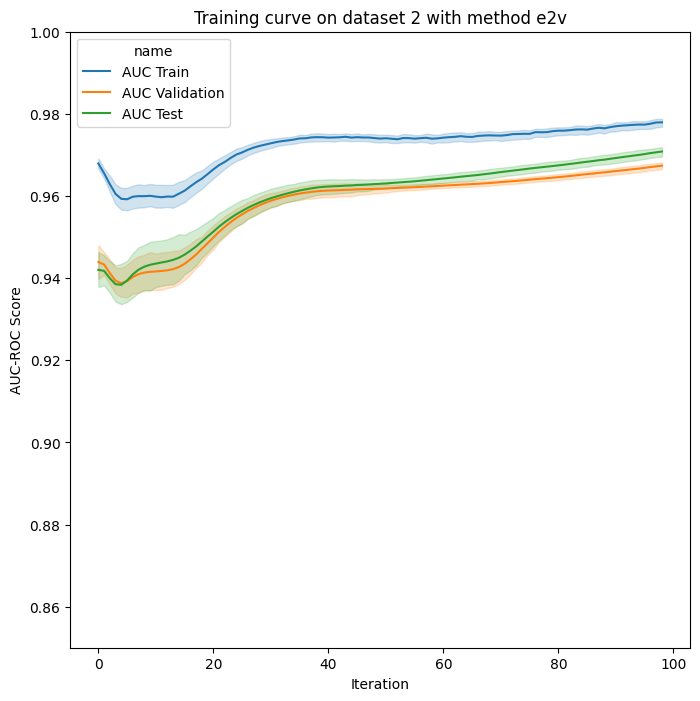 Training curve on dataset 2 with method e2v
name
AUC Train
AUC Validation
AUC Test
1.00
0.98
0.96
0.94
0.92
0.90
0.88
0.86
AUC-ROC Score
0 20 40 60 80 100
Iteration